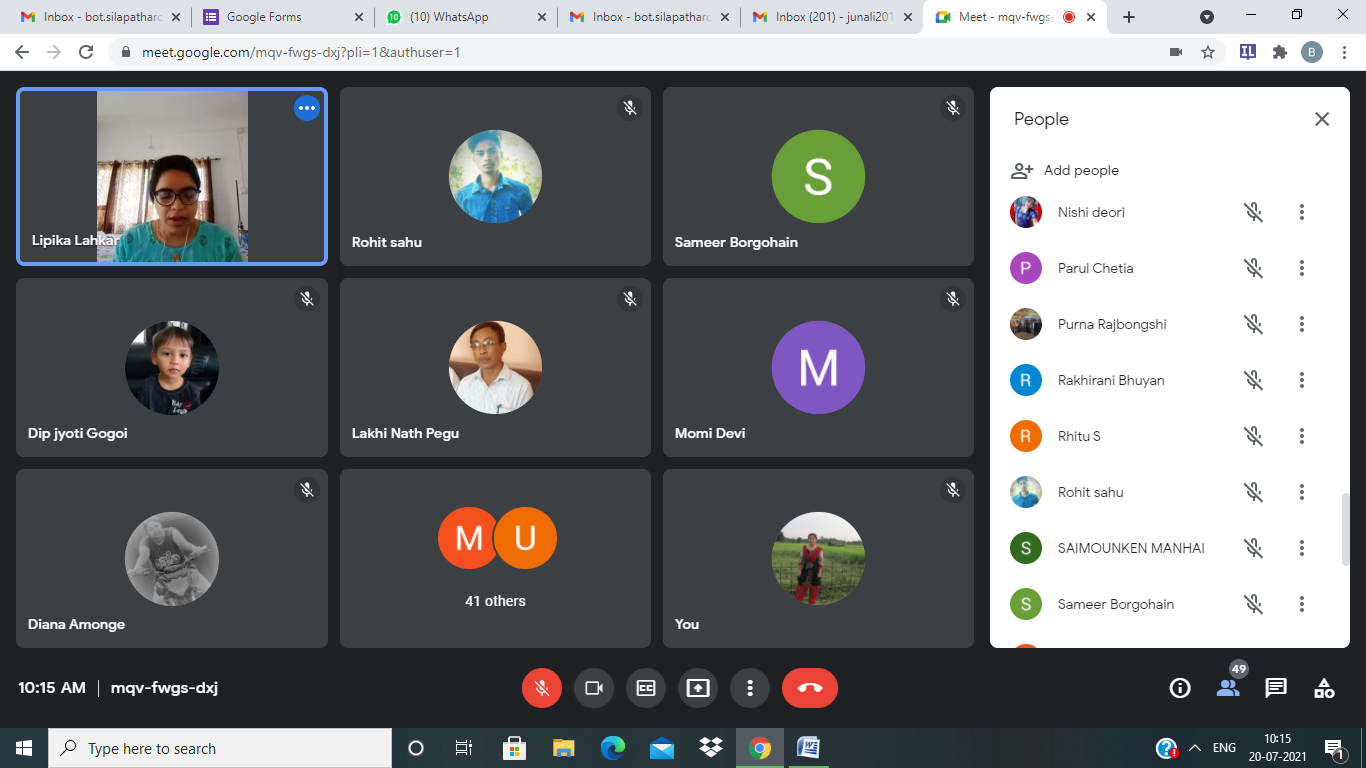 Inbox - bot.silapatharc
Google Forms
(10) WhatsApp
Inbox - bot.silapatharc
Inbox (201) - junali201
Meet - mqv-fwgs-
meet.google.com/mqv-fwgs-dxj?pli=1&authuser=1
IL
B
Lipika Lahkar
Rohit sahu
S
Sameer Borgohain
Dip jyoti Gogoi
Lakhi Nath Pegu
M
Momi Devi
Diana Amonge
M U
41 others
You
People
Add people
Nishi deori
P Parul Chetia
Purna Rajbongshi
R Rakhirani Bhuyan
R Rhitu S
Rohit sahu
S SAIMOUNKEN MANHAI
S Sameer Borgohain
10:15 AM | mqv-fwgs-dxj
CC
49
Type here to search
ENG
10:15
20-07-2021
1